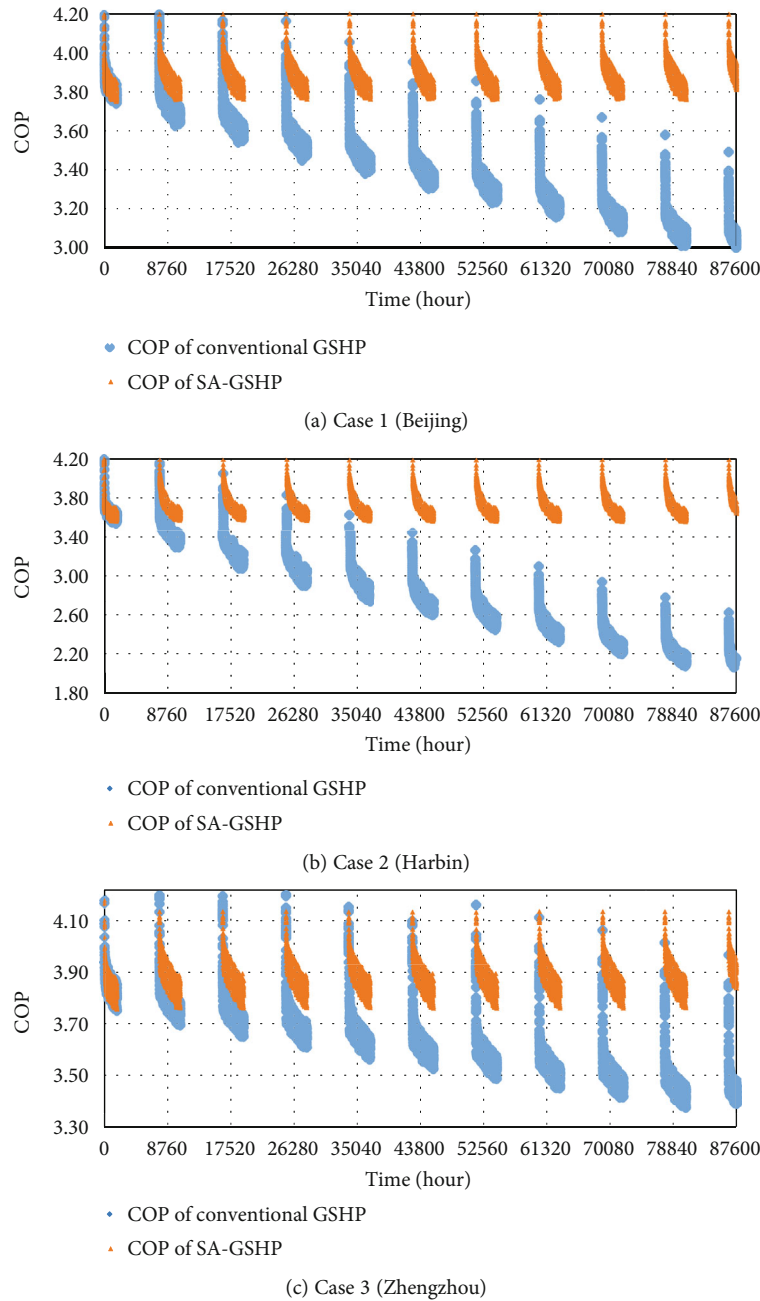 4.20
4.00
3.80
3.60
3.40
3.20
3.00
COP
0 8760 17520 26280 35040 43800 52560 61320 70080 78840 87600
Time (hour)
COP of conventional GSHP
COP of SA-GSHP
(a) Case 1 (Beijing)
4.20
3.80
3.40
3.00
2.60
2.20
1.80
COP
0 8760 17520 26280 35040 43800 52560 61320 70080 78840 87600
Time (hour)
COP of conventional GSHP
COP of SA-GSHP
(b) Case 2 (Harbin)
4.10
3.90
3.70
3.50
3.30
COP
0 8760 17520 26280 35040 43800 52560 61320 70080 78840 87600
Time (hour)
COP of conventional GSHP
COP of SA-GSHP
(c) Case 3 (Zhengzhou)